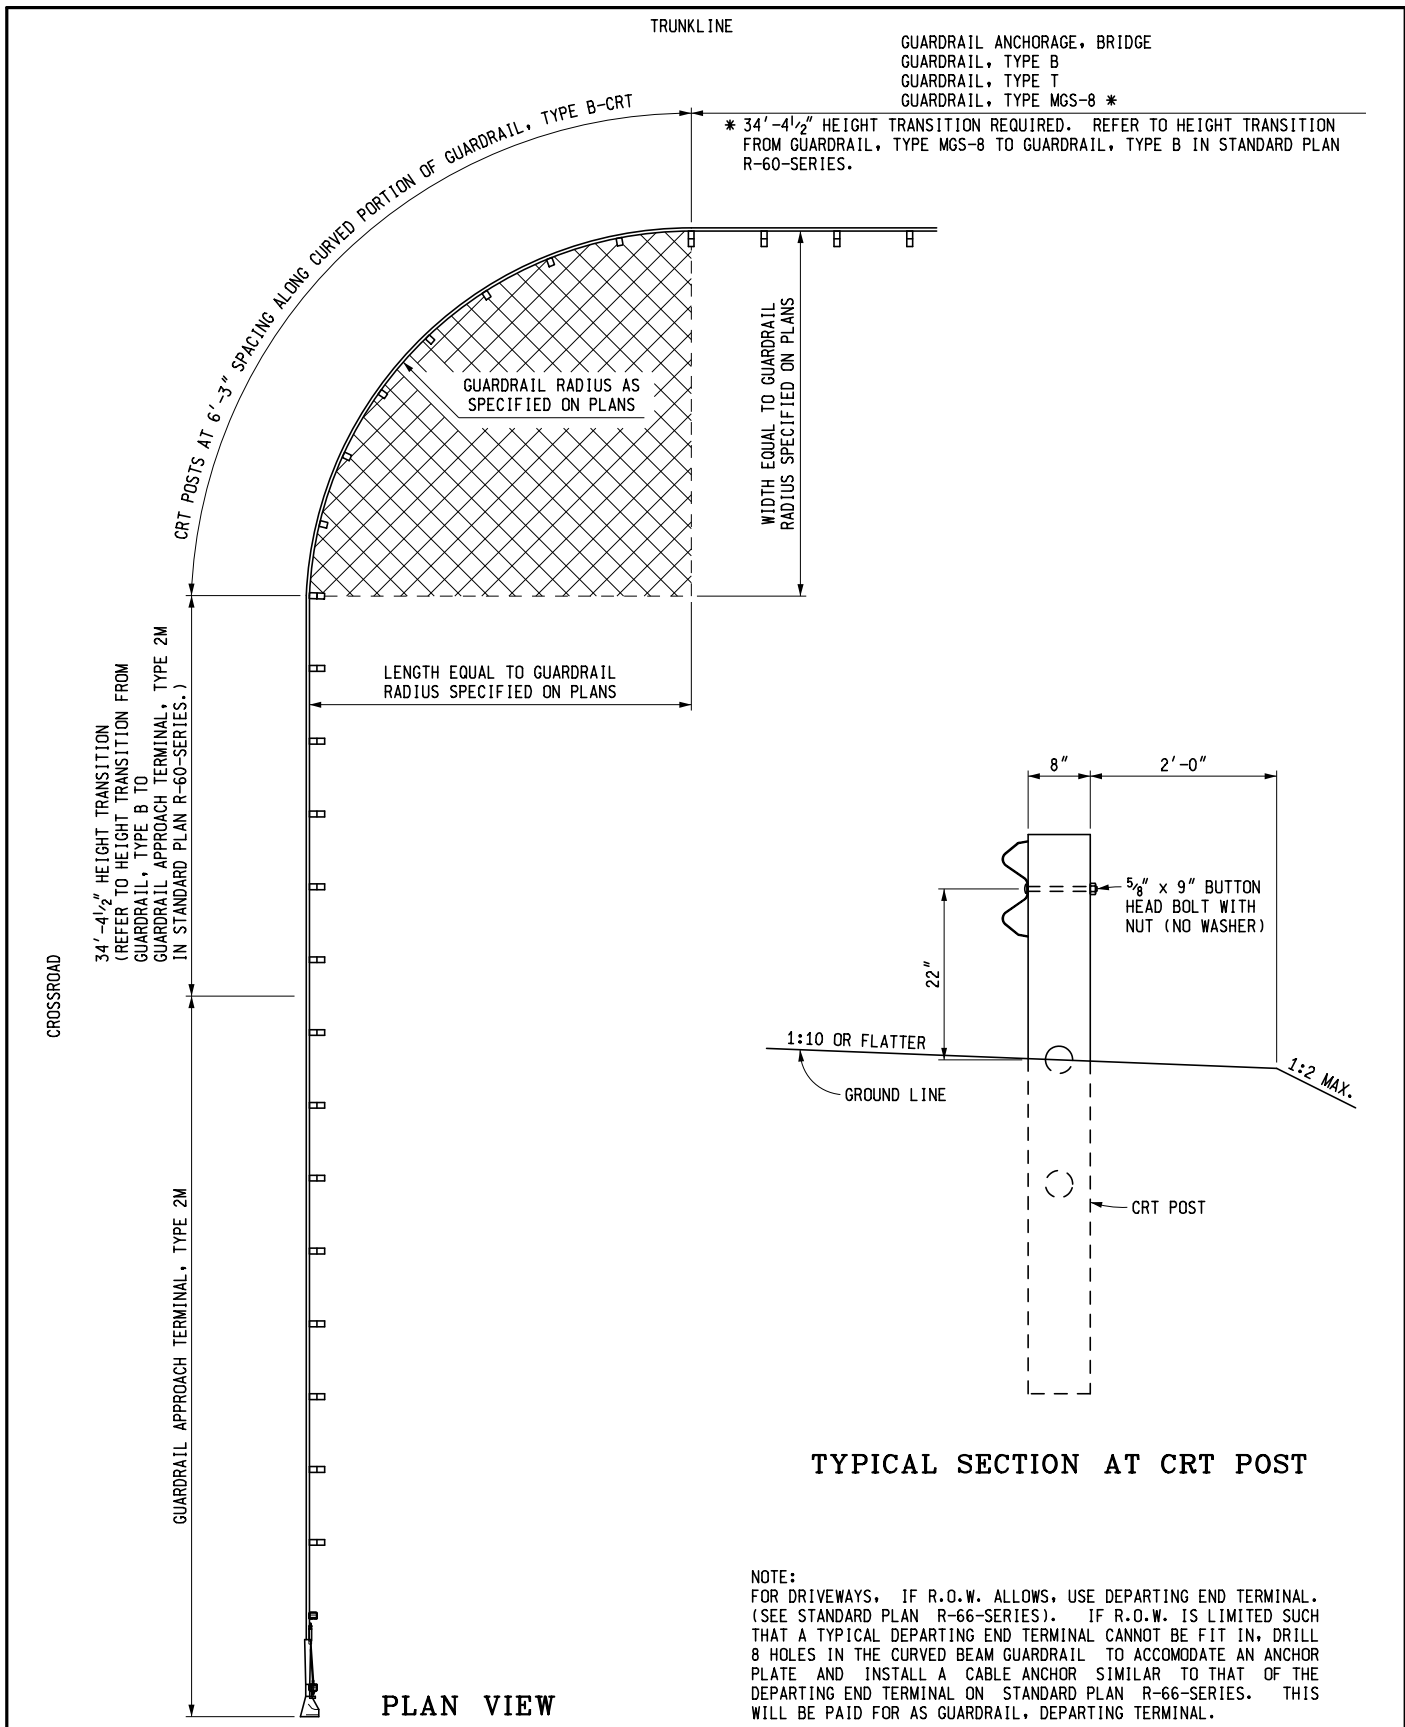 TRUNKLINE
GUARDRAIL ANCHORAGE, BRIDGE
GUARDRAIL, TYPE B
GUARDRAIL, TYPE T
GUARDRAIL, TYPE MGS-8 *
* 34'-4½" HEIGHT TRANSITION REQUIRED. REFER TO HEIGHT TRANSITION
FROM GUARDRAIL, TYPE MGS-8 TO GUARDRAIL, TYPE B IN STANDARD PLAN
R-60-SERIES.
CRT POSTS AT 6'-3" SPACING ALONG CURVED PORTION OF GUARDRAIL, TYPE B-CRT
GUARDRAIL RADIUS AS
SPECIFIED ON PLANS
WIDTH EQUAL TO GUARDRAIL
RADIUS SPECIFIED ON PLANS
LENGTH EQUAL TO GUARDRAIL
RADIUS SPECIFIED ON PLANS
34'-4½" HEIGHT TRANSITION
(REFER TO HEIGHT TRANSITION FROM
GUARDRAIL, TYPE B TO
GUARDRAIL APPROACH TERMINAL, TYPE 2M
IN STANDARD PLAN R-60-SERIES.)
CROSSROAD
GUARDRAIL APPROACH TERMINAL, TYPE 2M
8"
2'-0"
⅝" x 9" BUTTON
HEAD BOLT WITH
NUT (NO WASHER)
22"
1:10 OR FLATTER
GROUND LINE
1:2 MAX.
CRT POST
TYPICAL SECTION AT CRT POST
NOTE:
FOR DRIVEWAYS, IF R.O.W. ALLOWS, USE DEPARTING END TERMINAL.
(SEE STANDARD PLAN R-66-SERIES). IF R.O.W. IS LIMITED SUCH
THAT A TYPICAL DEPARTING END TERMINAL CANNOT BE FIT IN, DRILL
8 HOLES IN THE CURVED BEAM GUARDRAIL TO ACCOMODATE AN ANCHOR
PLATE AND INSTALL A CABLE ANCHOR SIMILAR TO THAT OF THE
DEPARTING END TERMINAL ON STANDARD PLAN R-66-SERIES. THIS
WILL BE PAID FOR AS GUARDRAIL, DEPARTING TERMINAL.
PLAN VIEW